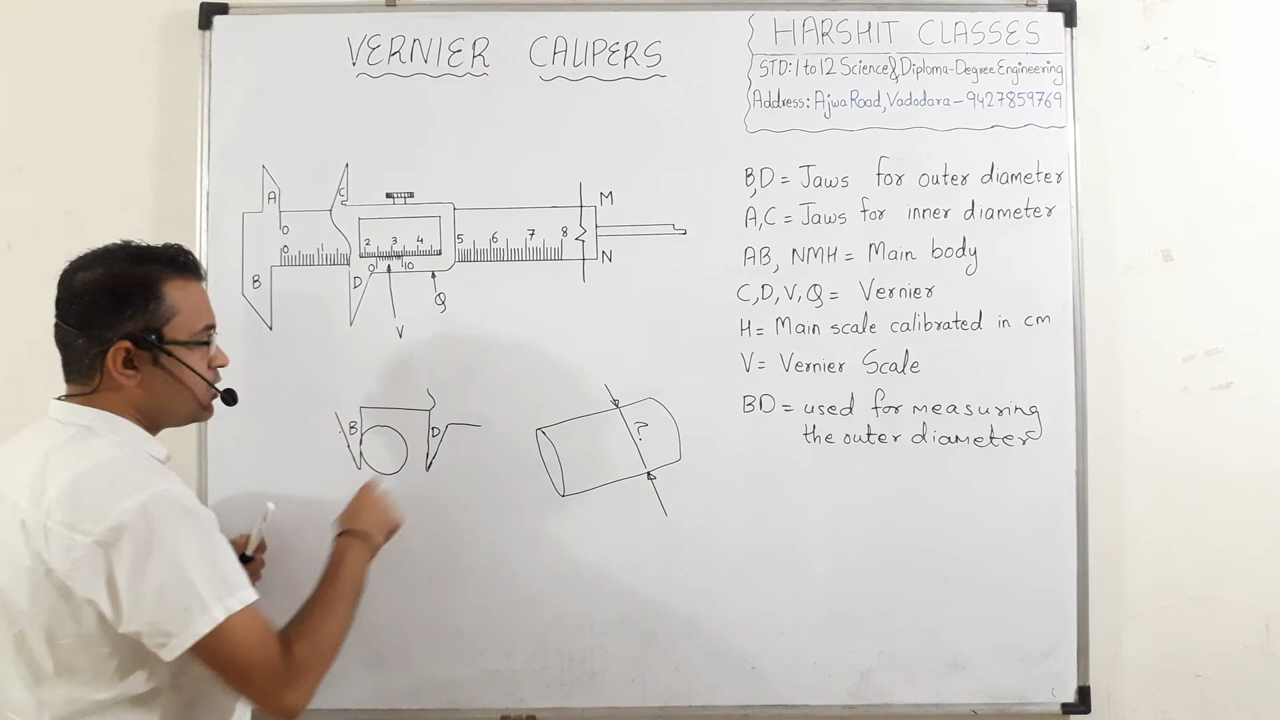 VERNIER CALIPERS
HARSHIT CLASSES
STD: 1 to 12 Science & Diploma-Degree Engineering
Address: Ajwa Road, Vadodara - 9427859769
A
C
0
M
0 1
2 3 4
5 6 7 8
0 10
N
B
D
Q
V
B
D
?
B,D = Jaws for outer diameter
A,C = Jaws for inner diameter
AB, NMH = Main body
C,D,V,Q = Vernier
H = Main scale calibrated in cm
V = Vernier Scale
BD = used for measuring
the outer diameter